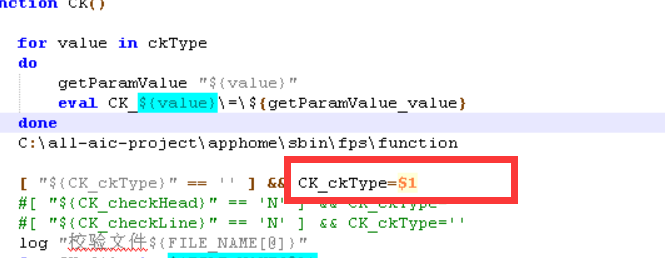 nction CK()
for value in ckType
do
getParamValue "${value}"
eval CK_${value}\=\${getParamValue_value}
done
C:\all-aic-project\apphome\sbin\fps\function
[ "${CK_ckType}" == '' ] && CK_ckType=$1
#[ "${CK_checkHead}" == 'N' ] && CK_ckType=
#[ "${CK_checkLine}" == 'N' ] && CK_ckType=''
log "校验文件${FILE_NAME[@]}"